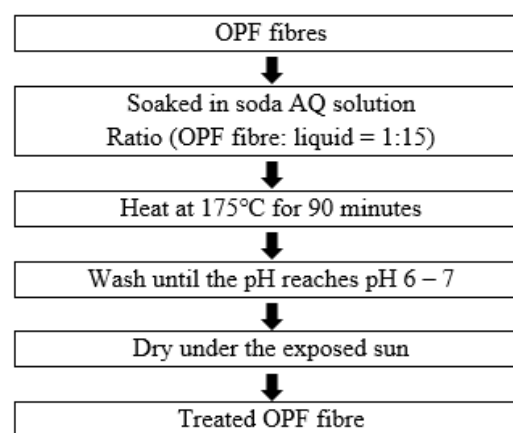 OPF fibres
Soaked in soda AQ solution
Ratio (OPF fibre: liquid = 1:15)
Heat at 175°C for 90 minutes
Wash until the pH reaches pH 6 – 7
Dry under the exposed sun
Treated OPF fibre